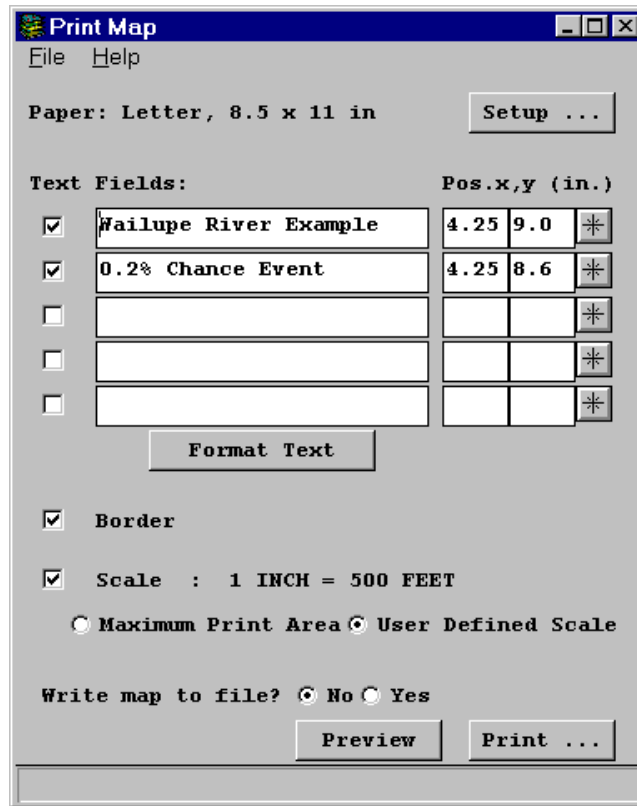 Print Map
File Help
Paper: Letter, 8.5 x 11 in Setup ...
Text Fields: Pos.x,y (in.)
Wailupe River Example 4.25 9.0
0.2% Chance Event 4.25 8.6
Format Text
Border
Scale : 1 INCH = 500 FEET
Maximum Print Area User Defined Scale
Write map to file? No Yes
Preview Print ...